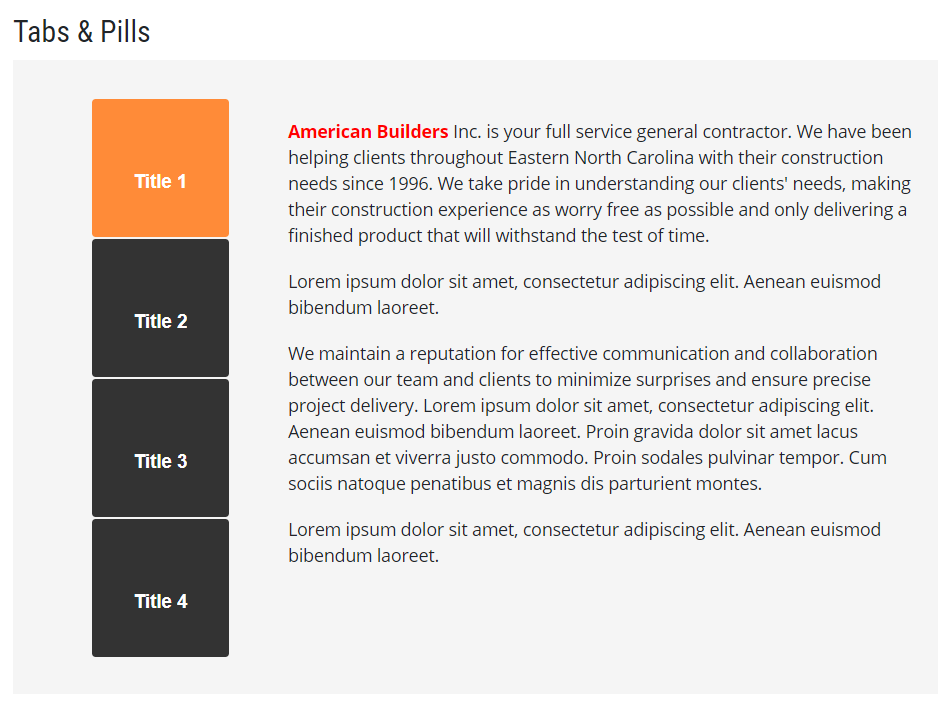 Tabs & Pills
Title 1
Title 2
Title 3
Title 4
American Builders Inc. is your full service general contractor. We have been
helping clients throughout Eastern North Carolina with their construction
needs since 1996. We take pride in understanding our clients' needs, making
their construction experience as worry free as possible and only delivering a
finished product that will withstand the test of time.
Lorem ipsum dolor sit amet, consectetur adipiscing elit. Aenean euismod
bibendum laoreet.
We maintain a reputation for effective communication and collaboration
between our team and clients to minimize surprises and ensure precise
project delivery. Lorem ipsum dolor sit amet, consectetur adipiscing elit.
Aenean euismod bibendum laoreet. Proin gravida dolor sit amet lacus
accumsan et viverra justo commodo. Proin sodales pulvinar tempor. Cum
sociis natoque penatibus et magnis dis parturient montes.
Lorem ipsum dolor sit amet, consectetur adipiscing elit. Aenean euismod
bibendum laoreet.